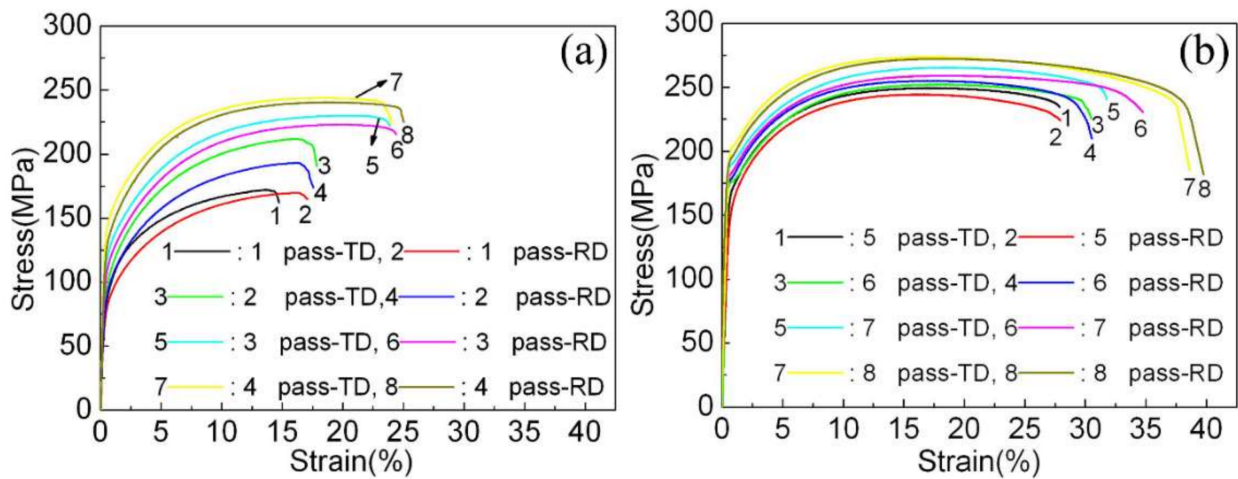 (a)
Stress(MPa)
300
250
200
150
100
50
0
7
8
5
6
3
4
1
2
1 : 1 pass-TD, 2 : 1 pass-RD
3 : 2 pass-TD,4 : 2 pass-RD
5 : 3 pass-TD, 6 : 3 pass-RD
7 : 4 pass-TD, 8 : 4 pass-RD
0 5 10 15 20 25 30 35 40
Strain(%)
(b)
Stress(MPa)
300
250
200
150
100
50
0
1
2
3
4
5
6
7 8
1 : 5 pass-TD, 2 : 5 pass-RD
3 : 6 pass-TD, 4 : 6 pass-RD
5 : 7 pass-TD, 6 : 7 pass-RD
7 : 8 pass-TD, 8 : 8 pass-RD
0 5 10 15 20 25 30 35 40
Strain(%)